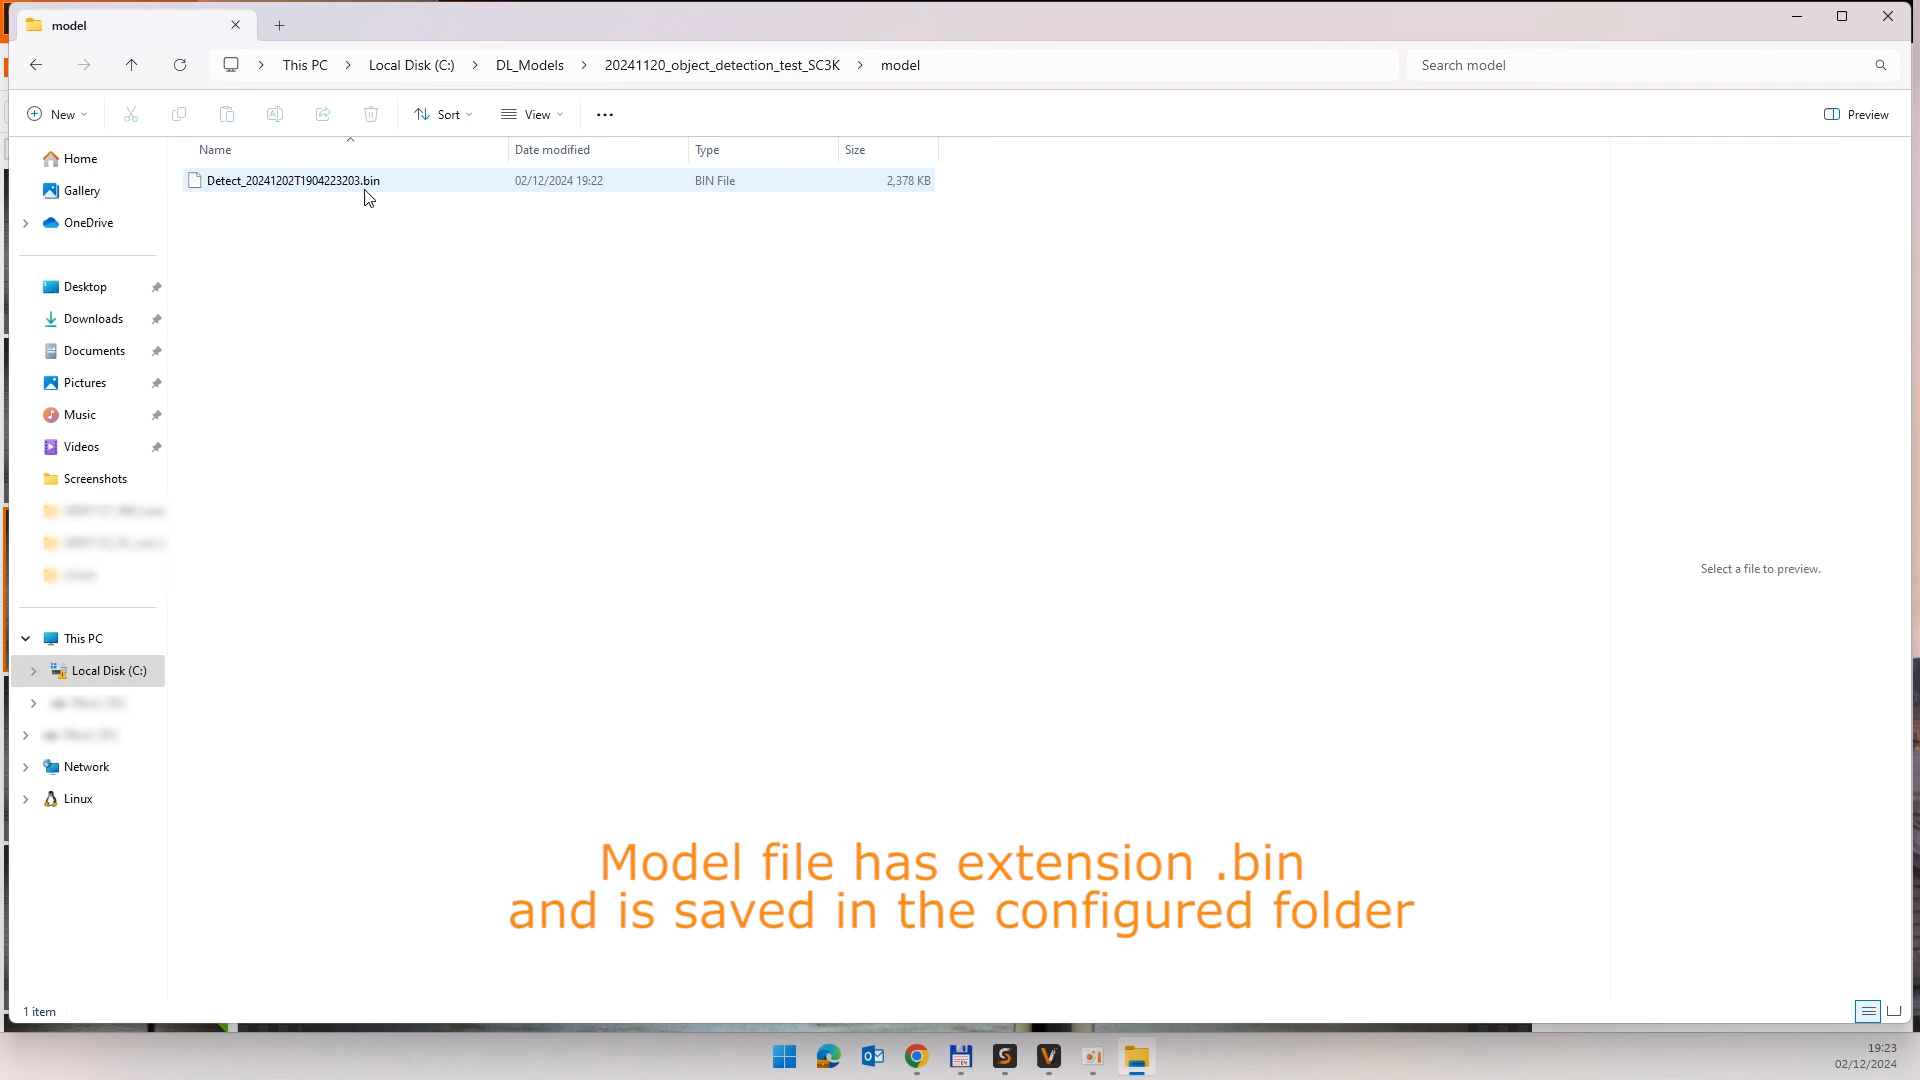 model
This PC
Local Disk (C:)
DL_Models
20241120_object_detection_test_SC3K
model
Search model
New
Sort
View
Preview
Name
Date modified
Type
Size
Detect_20241202T1904223203.bin
02/12/2024 19:22
BIN File
2,378 KB
Home
Gallery
OneDrive
Desktop
Downloads
Documents
Pictures
Music
Videos
Screenshots
This PC
Local Disk (C:)
Network
Linux
Select a file to preview.
Model file has extension .bin
and is saved in the configured folder
1 item
19:23
02/12/2024